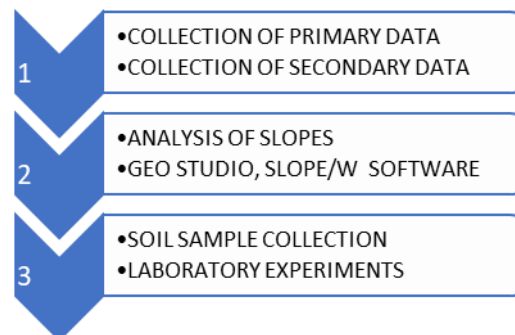 1
•COLLECTION OF PRIMARY DATA
•COLLECTION OF SECONDARY DATA
2
•ANALYSIS OF SLOPES
•GEO STUDIO, SLOPE/W SOFTWARE
3
•SOIL SAMPLE COLLECTION
•LABORATORY EXPERIMENTS